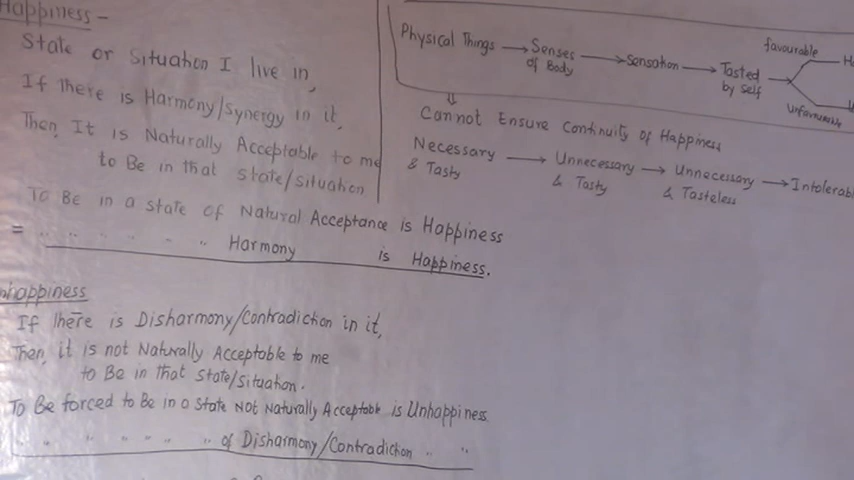 Happiness -
State or Situation I live in,
If There is Harmony/Synergy in it,
Then, It is Naturally Acceptable to me
to Be in that state/situation
To Be in a state of Natural Acceptance is Happiness
= " " " " " " Harmony is Happiness.
Unhappiness
If there is Disharmony/Contradiction in it,
Then, it is not Naturally Acceptable to me
to Be in that State/Situation.
To Be forced to Be in a State Not Naturally Acceptable is Unhappiness
" " " " " " " of Disharmony/Contradiction " "
Physical Things → Senses of Body → Sensation → Tasted by Self →
favourable
Unfavourable
⇓
Cannot Ensure Continuity of Happiness
Necessary & Tasty → Unnecessary & Tasty → Unnecessary & Tasteless → Intolerab